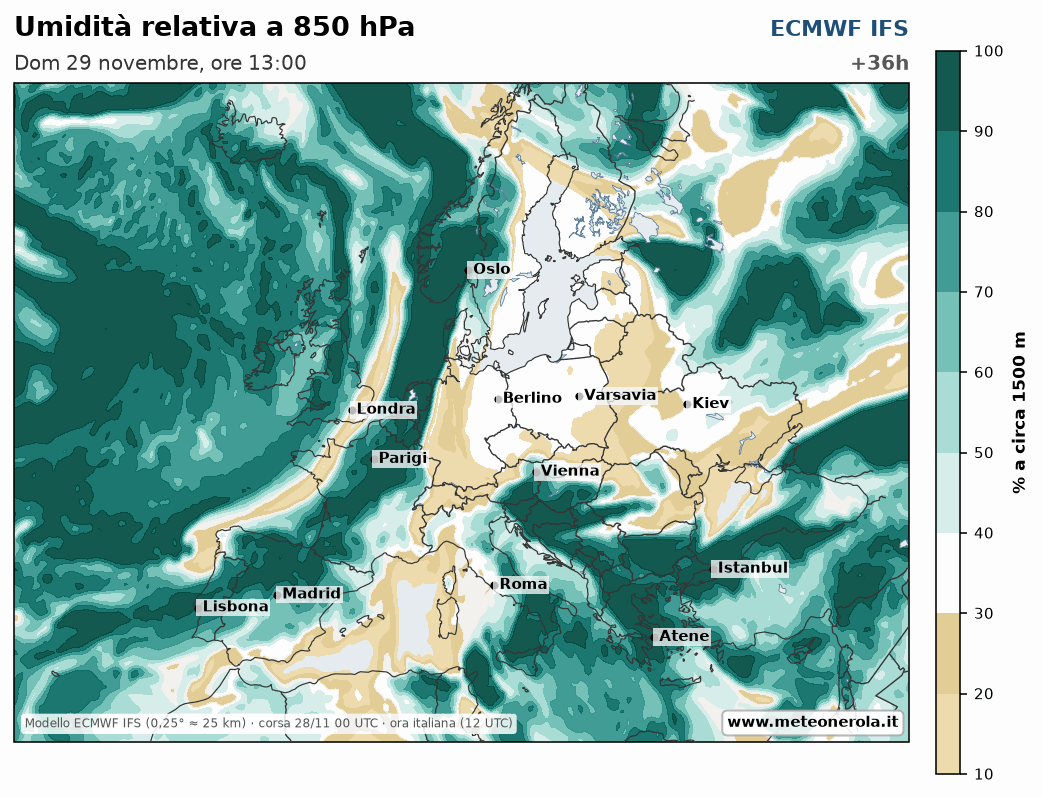 Umidità relativa a 850 hPa
ECMWF IFS
Dom 29 novembre, ore 13:00
+36h
100
90
80
70
60
50
40
30
20
10
% a circa 1500 m
Oslo
Londra
Berlino
Varsavia
Kiev
Parigi
Vienna
Istanbul
Roma
Madrid
Lisbona
Atene
Modello ECMWF IFS (0,25° ≈ 25 km) · corsa 28/11 00 UTC · ora italiana (12 UTC)
www.meteonerola.it